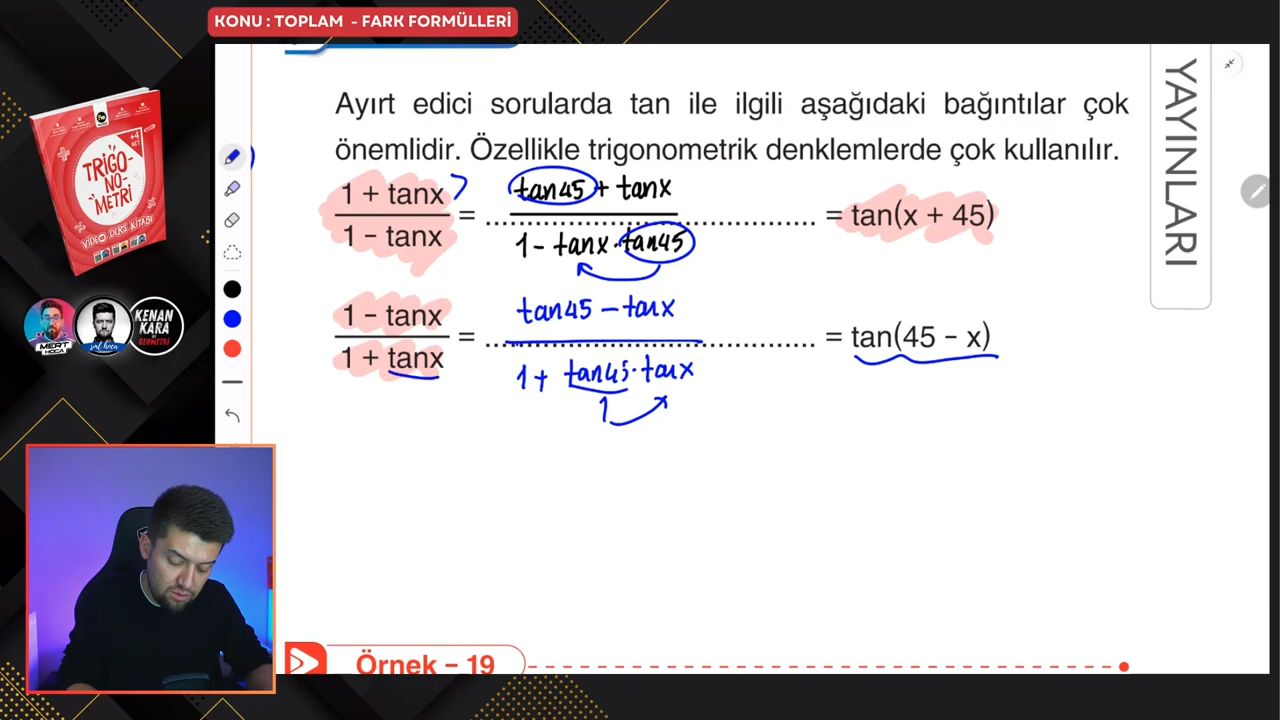 KONU : TOPLAM - FARK FORMÜLLERİ
YAYINLARI
Ayırt edici sorularda tan ile ilgili aşağıdaki bağıntılar çok
önemlidir. Özellikle trigonometrik denklemlerde çok kullanılır.
1 + tanx
1 - tanx
=
tan45 + tanx
1 - tanx . tan45
= tan(x + 45)
1 - tanx
1 + tanx
=
tan45 - tanx
1 + tan45 . tanx
1
= tan(45 - x)
TRİGO-
NO-
METRİ
VİDEO DERS KİTABI
+4
NET
MERT
HOCA
KENAN
KARA
GEOMETRİ
Örnek - 19